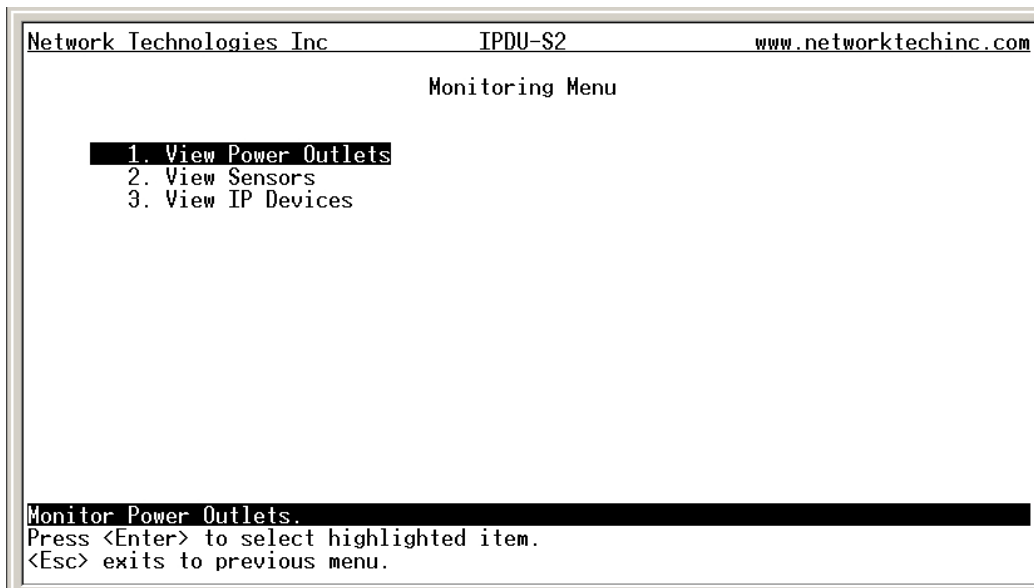 Network Technologies Inc IPDU-S2 www.networktechinc.com
Monitoring Menu
1. View Power Outlets
2. View Sensors
3. View IP Devices
Monitor Power Outlets.
Press <Enter> to select highlighted item.
<Esc> exits to previous menu.